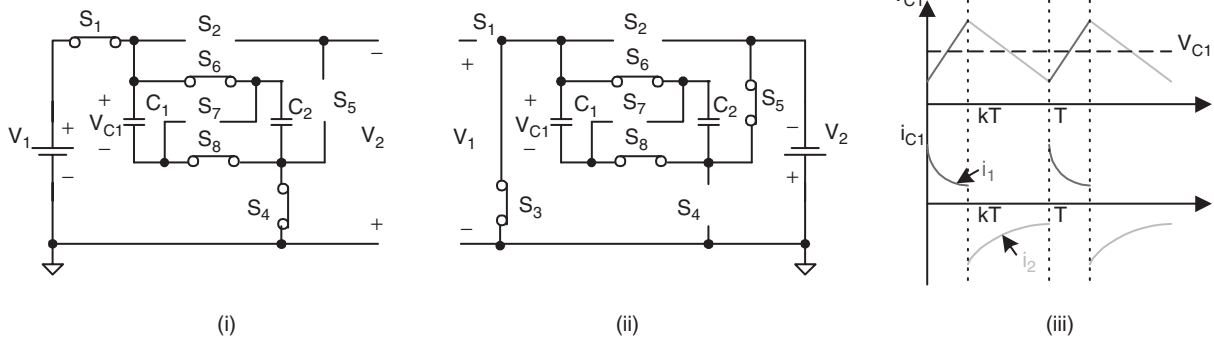 S1
S2
S6
C1
S7
C2
S5
+
VC1
−
S8
V1
+
−
V2
−
+
S4
(i)
S1
S2
+
S6
C1
S7
C2
S5
+
VC1
−
S8
V1
−
V2
+
S3
−
S4
(ii)
VC1
kT
T
iC1
i1
kT
T
i2
(iii)